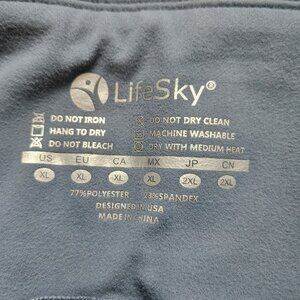 LifeSky®
DO NOT IRON DO NOT DRY CLEAN
HANG TO DRY MACHINE WASHABLE
DO NOT BLEACH DRY WITH MEDIUM HEAT
US EU CA MX JP CN
XL XL XL XL 2XL 2XL
77%POLYESTER 23%SPANDEX
DESIGNED IN USA
MADE IN CHINA